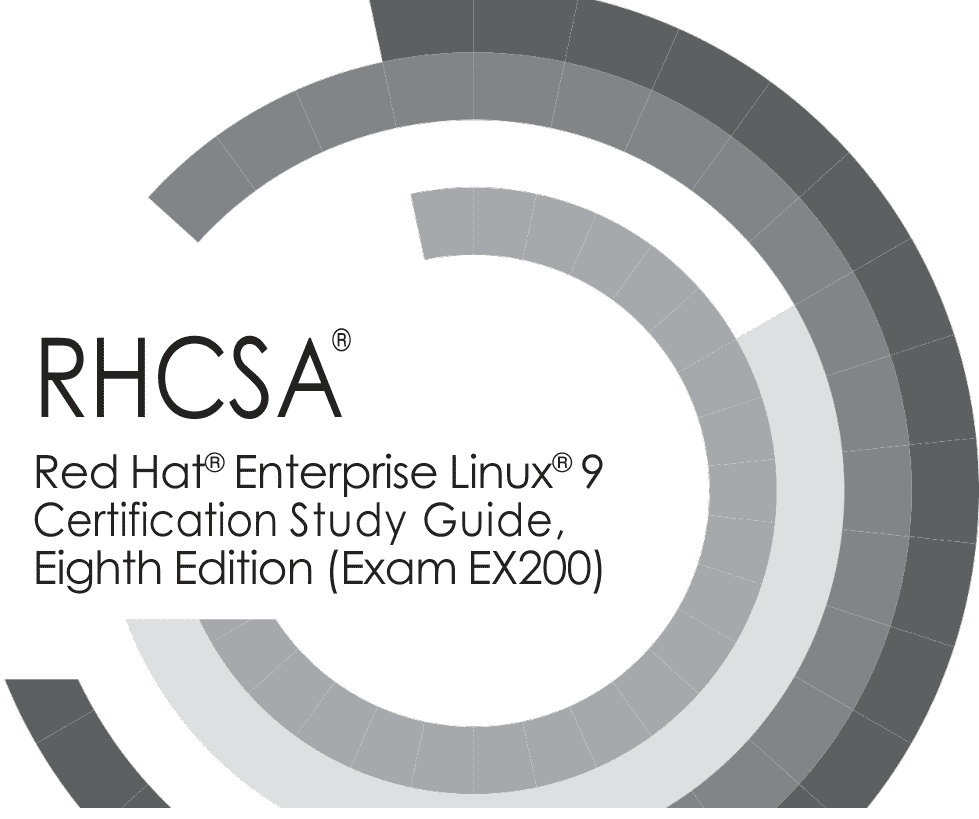 RHCSA®
Red Hat® Enterprise Linux® 9
Certification Study Guide,
Eighth Edition (Exam EX200)